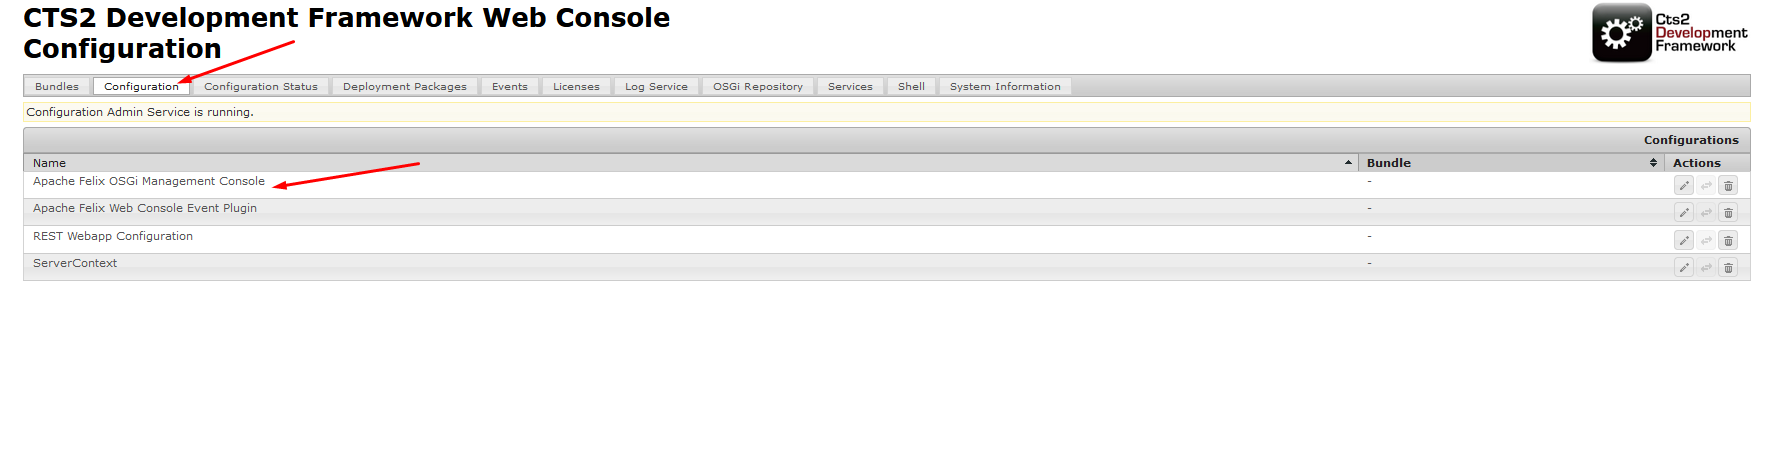 CTS2 Development Framework Web Console
Configuration
Cts2
Development
Framework
Bundles Configuration Configuration Status Deployment Packages Events Licenses Log Service OSGi Repository Services Shell System Information
Configuration Admin Service is running.
Configurations
Name Bundle Actions
Apache Felix OSGi Management Console -
Apache Felix Web Console Event Plugin -
REST Webapp Configuration -
ServerContext -